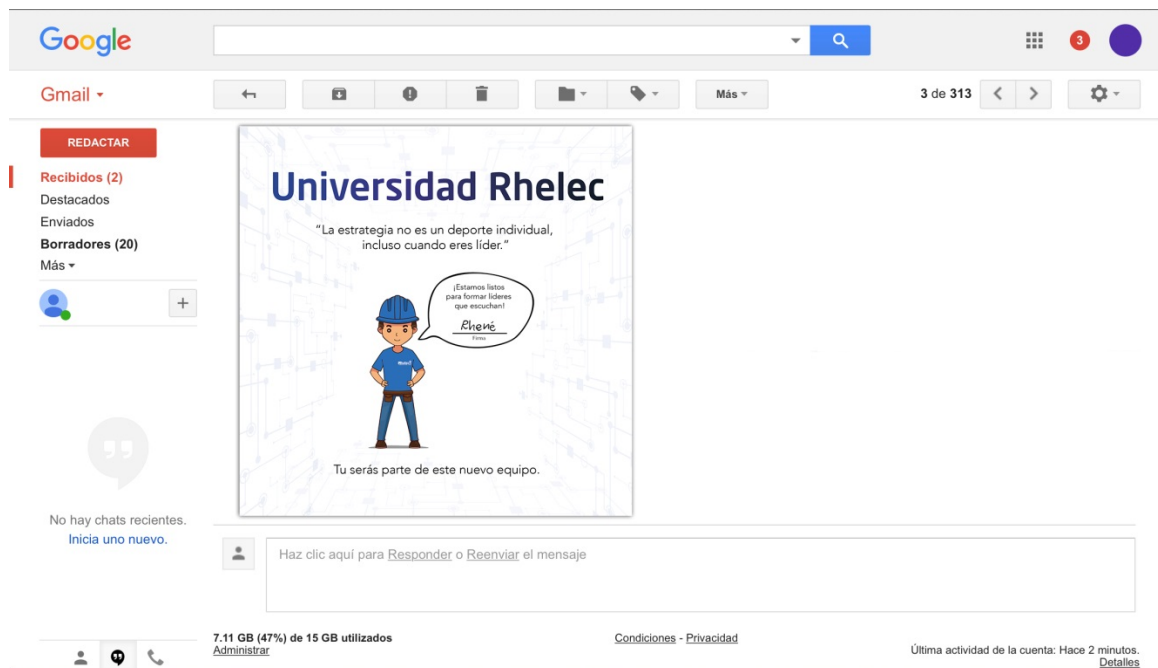 Google
3
Gmail
Más
3 de 313
REDACTAR
Recibidos (2)
Destacados
Enviados
Borradores (20)
Más
+
Universidad Rhelec
"La estrategia no es un deporte individual,
incluso cuando eres líder."
¡Estamos listos
para formar líderes
que escuchan!
Rhené
Firma
Tu serás parte de este nuevo equipo.
No hay chats recientes.
Inicia uno nuevo.
Haz clic aquí para Responder o Reenviar el mensaje
7.11 GB (47%) de 15 GB utilizados
Administrar
Condiciones - Privacidad
Última actividad de la cuenta: Hace 2 minutos.
Detalles